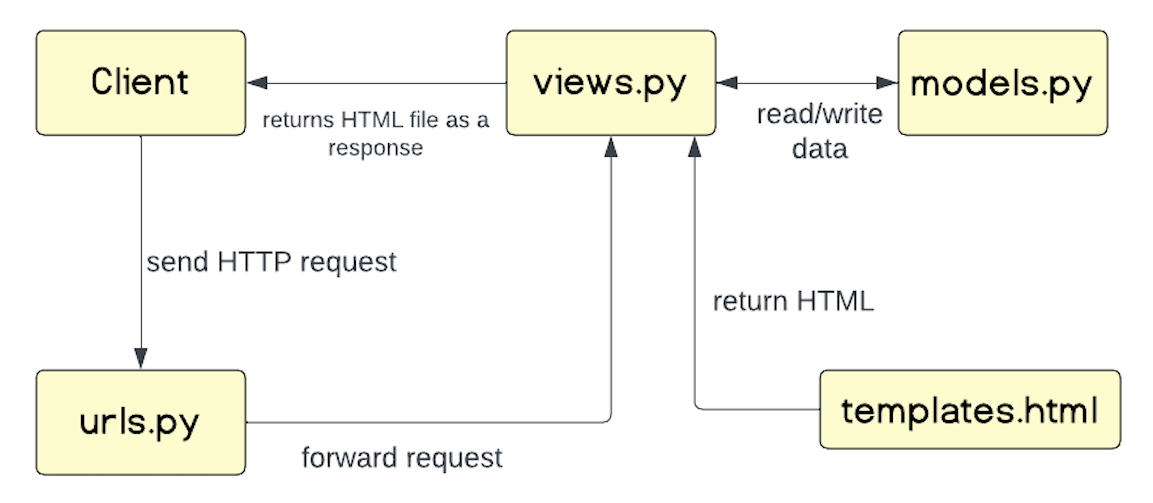 Client
views.py
models.py
returns HTML file as a
response
read/write
data
send HTTP request
return HTML
urls.py
templates.html
forward request